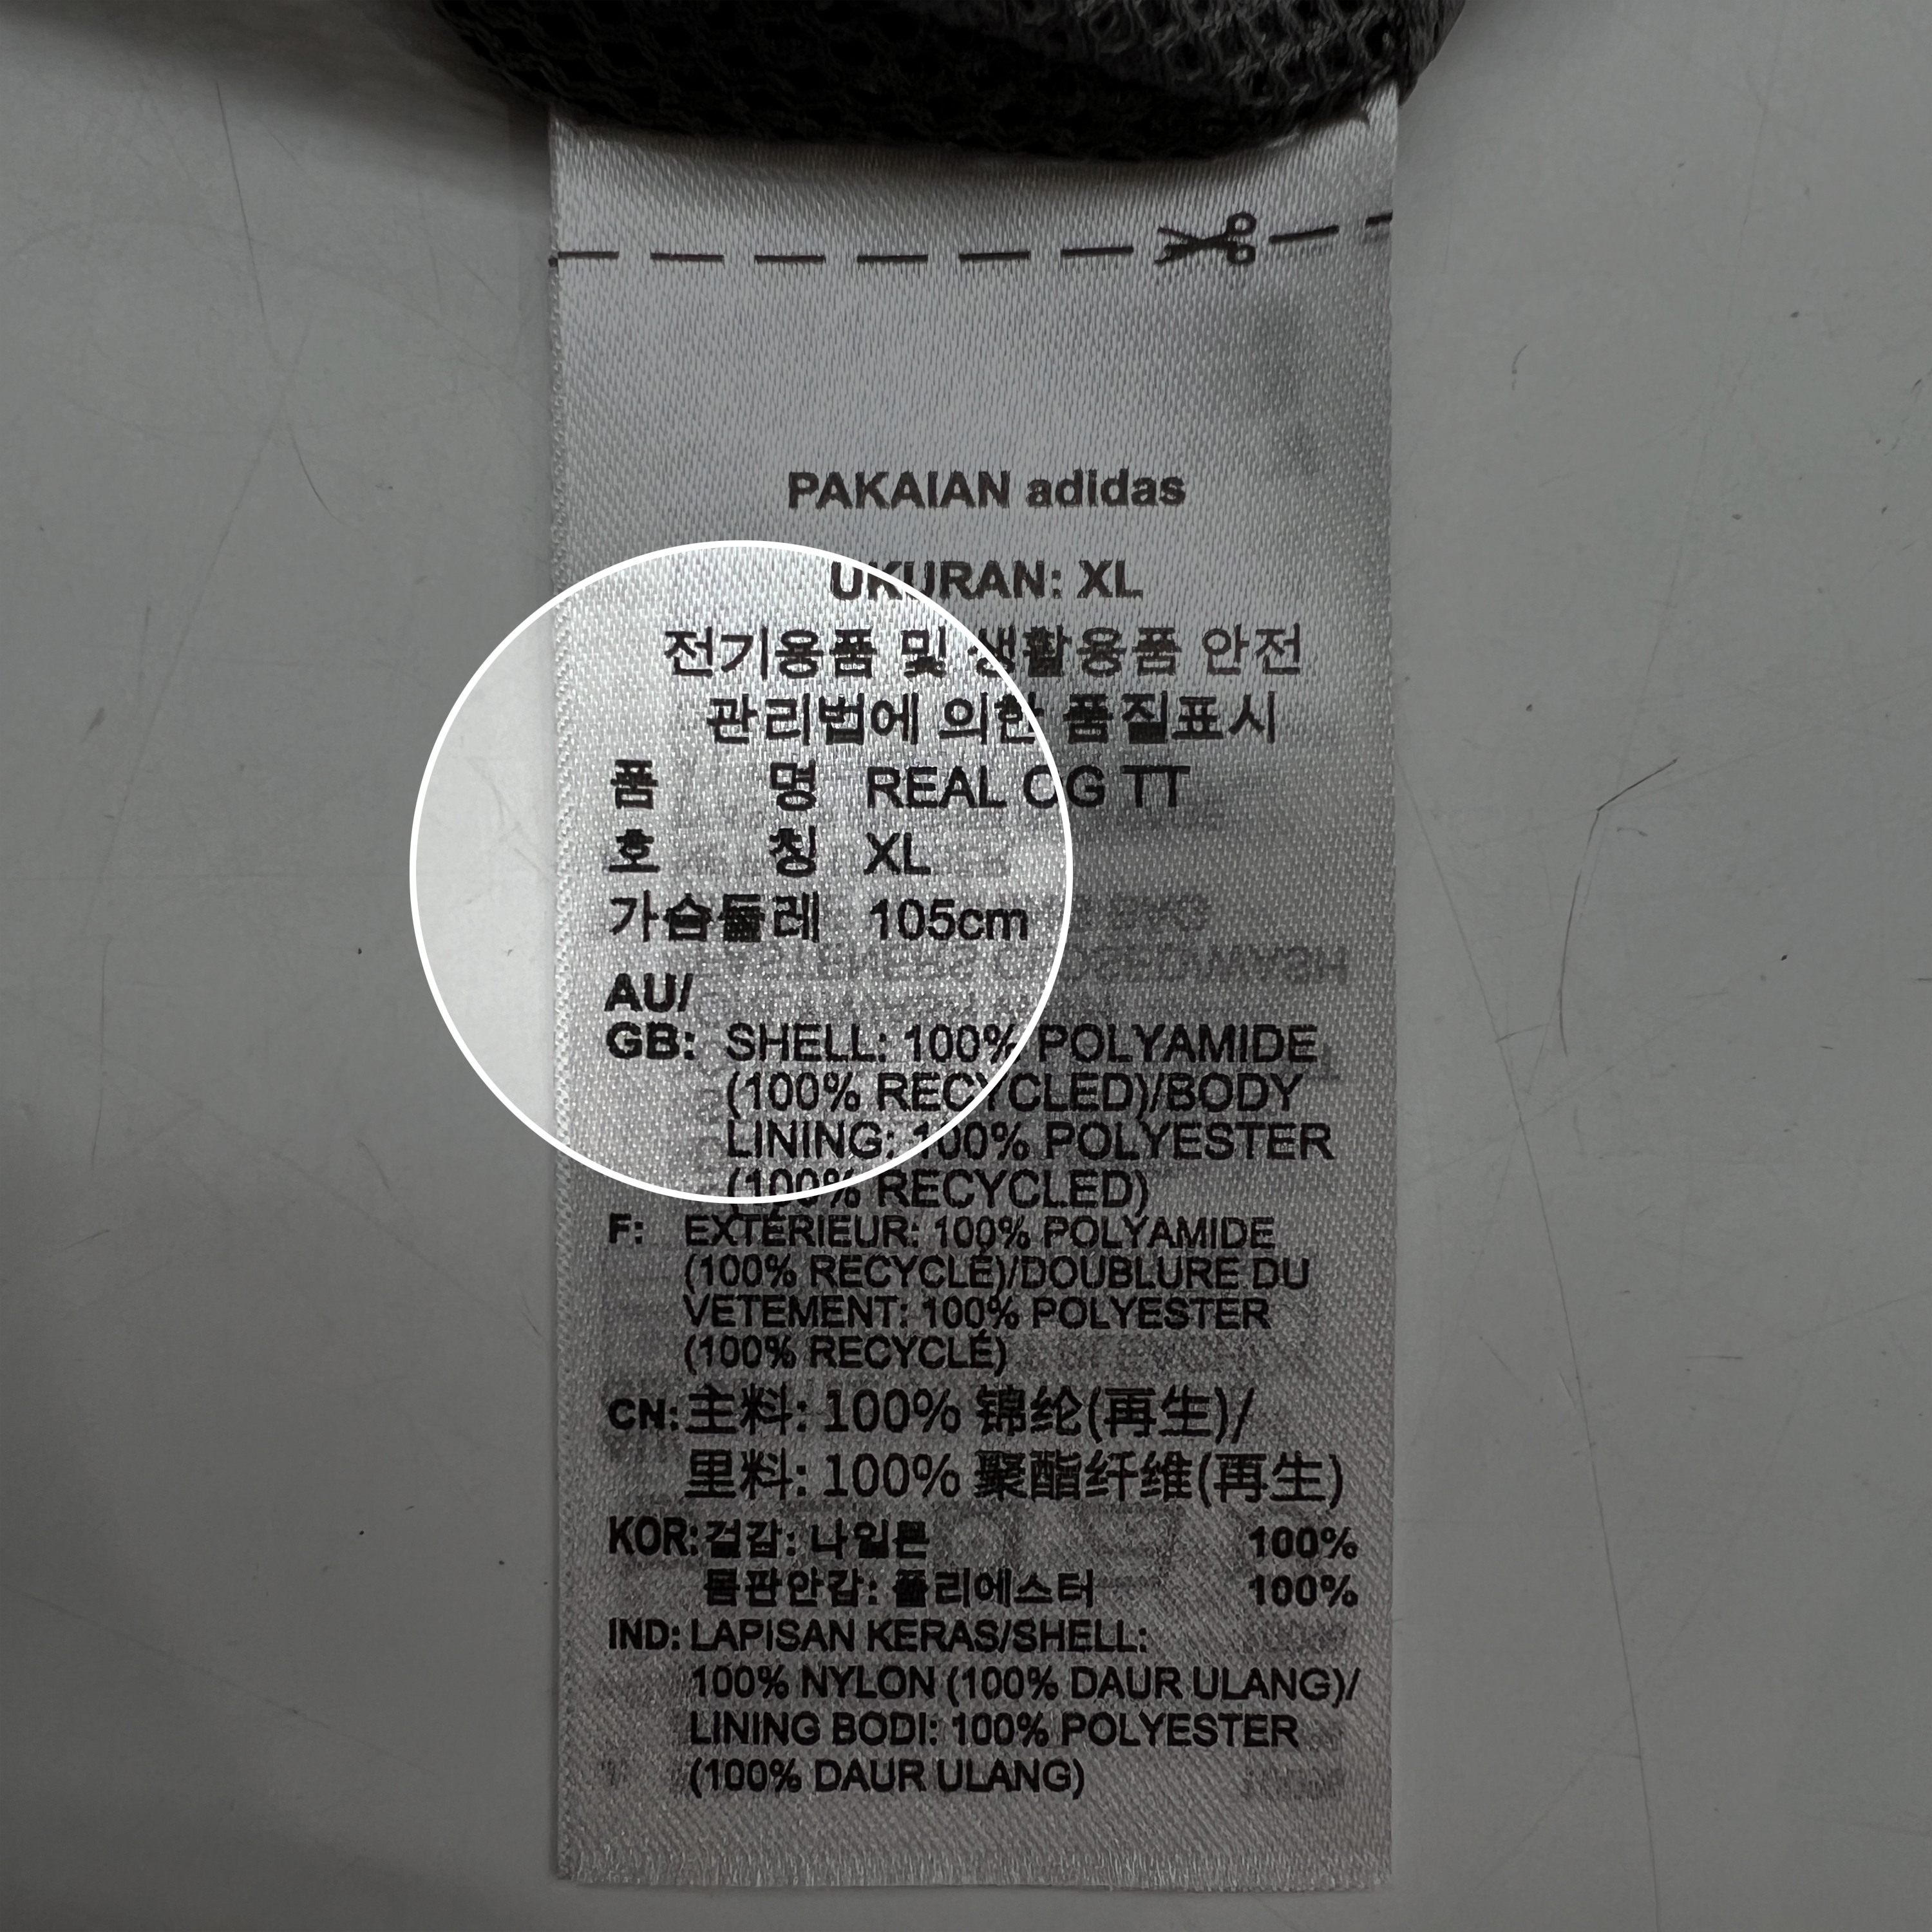 PAKAIAN adidas
UKURAN: XL
전기용품 및 생활용품 안전
관리법에 의한 품질표시
품 명 REAL OG TT
호 칭 XL
가슴둘레 105cm
AU/
GB: SHELL: 100% POLYAMIDE
(100% RECYCLED)/BODY
LINING: 100% POLYESTER
(100% RECYCLED)
F: EXTÉRIEUR: 100% POLYAMIDE
(100% RECYCLÉ)/DOUBLURE DU
VETEMENT: 100% POLYESTER
(100% RECYCLÉ)
CN: 主料: 100% 锦纶(再生)/
里料: 100% 聚酯纤维(再生)
KOR: 겉감: 나일론 100%
몸판안감: 폴리에스터 100%
IND: LAPISAN KERAS/SHELL:
100% NYLON (100% DAUR ULANG)/
LINING BODI: 100% POLYESTER
(100% DAUR ULANG)